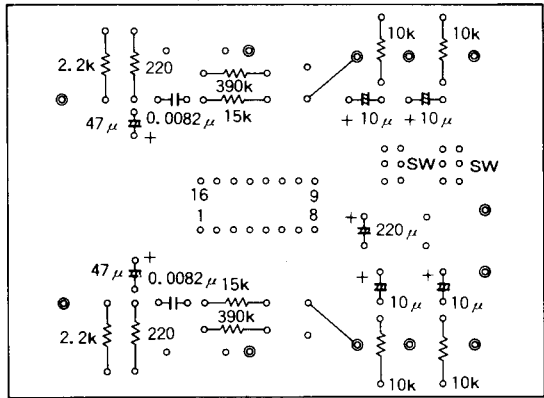 10k 10k
2.2k 220
390k
15k
47μ + 0.0082μ
+ 10μ + 10μ
SW SW
16 9
1 8
+ 220μ
47μ + 0.0082μ 15k
390k
+ 10μ + 10μ
2.2k 220
10k 10k